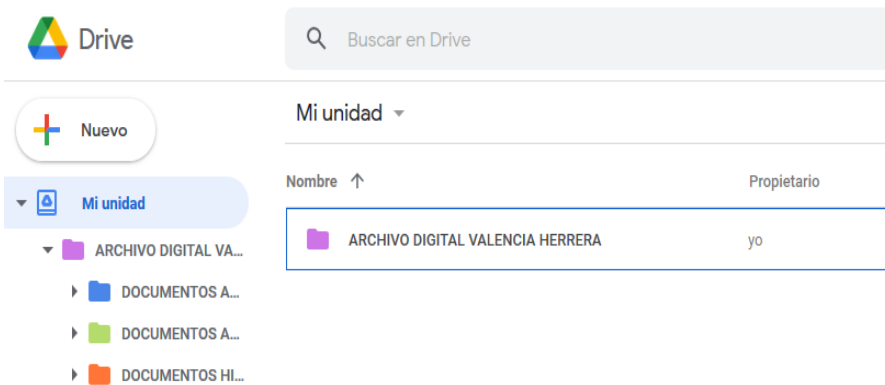 Drive
Buscar en Drive
Nuevo
Mi unidad
Nombre
Propietario
Mi unidad
ARCHIVO DIGITAL VALENCIA HERRERA
yo
ARCHIVO DIGITAL VA...
DOCUMENTOS A...
DOCUMENTOS A...
DOCUMENTOS HI...